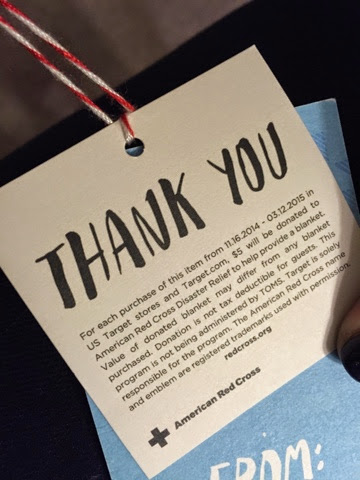 THANK YOU
For each purchase of this item from 11.16.2014 - 03.12.2015 in
US Target stores and Target.com, $5 will be donated to
American Red Cross Disaster Relief to help provide a blanket.
Value of donated blanket may differ from any blanket
purchased. Donation is not tax deductible for guests. This
program is not being administered by TOMS. Target is solely
responsible for the program. The American Red Cross name
and emblem are registered trademarks used with permission.
redcross.org
American Red Cross
FROM: